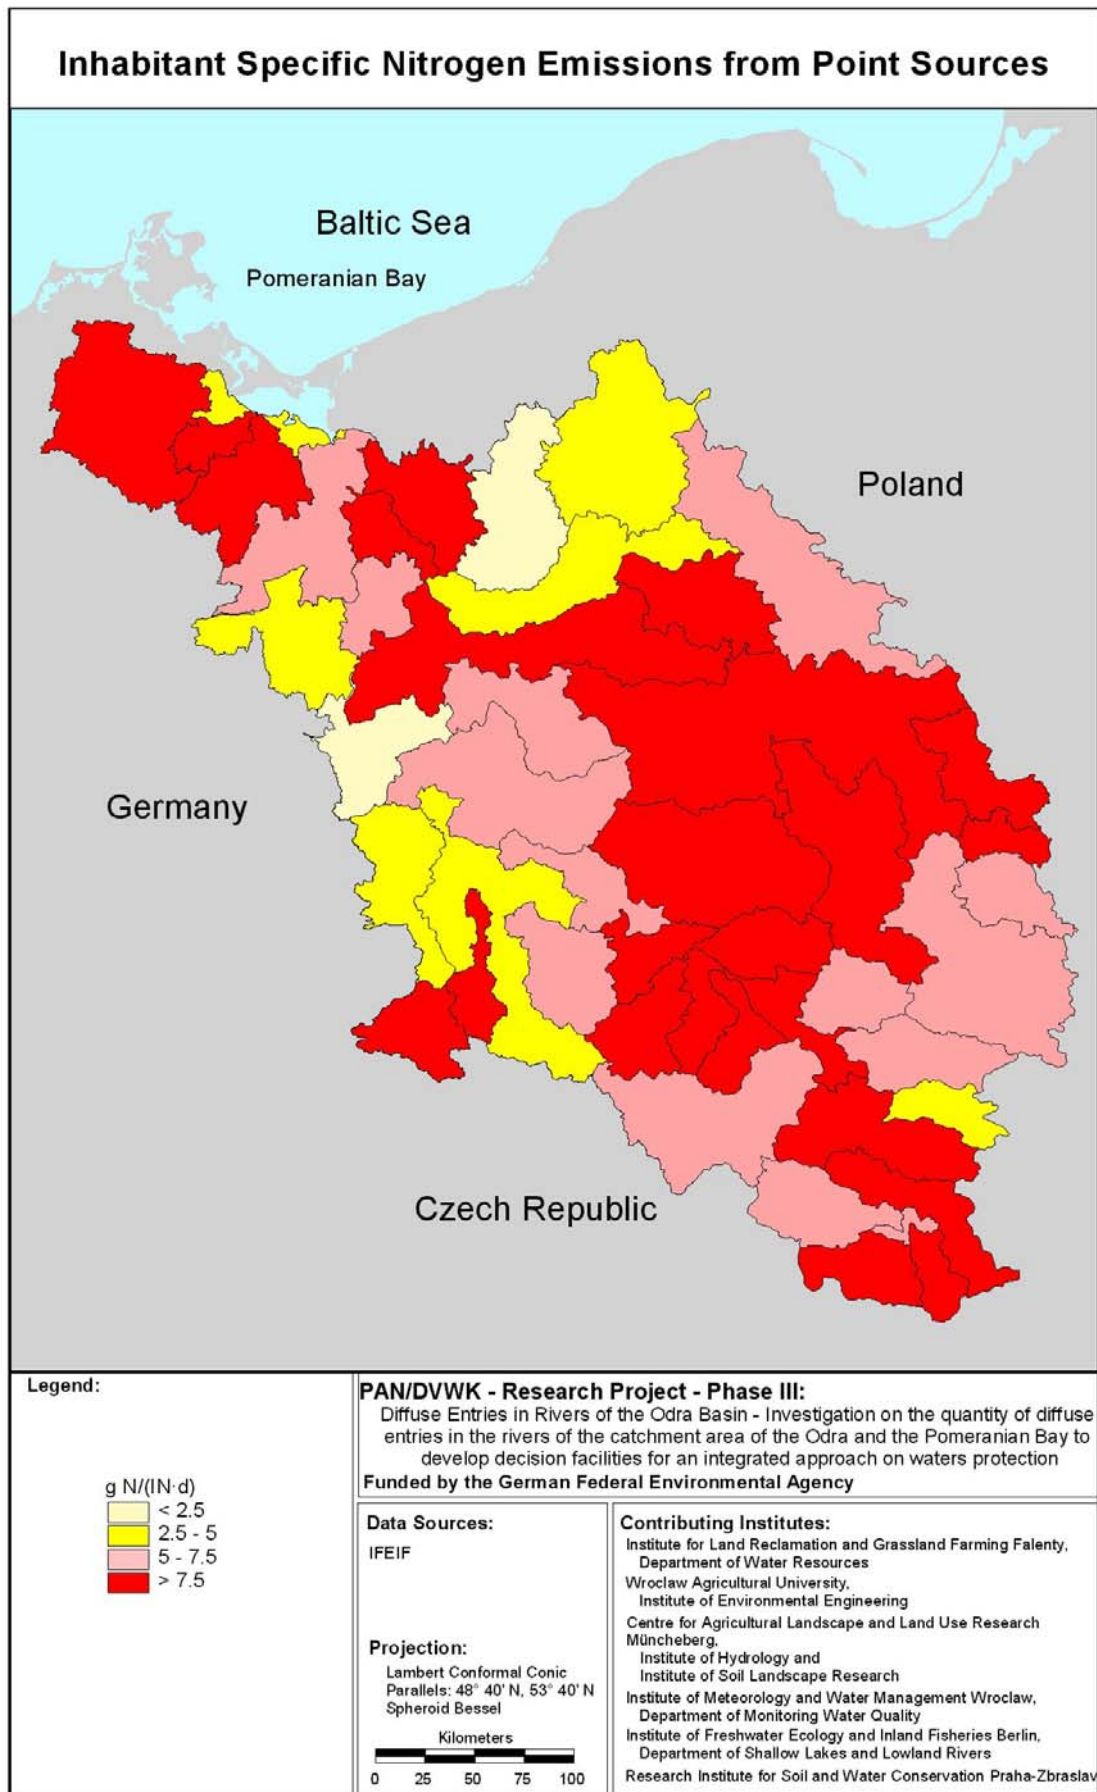 Inhabitant Specific Nitrogen Emissions from Point Sources
Baltic Sea
Pomeranian Bay
Poland
Germany
Czech Republic
Legend:
g N/(IN·d)
< 2.5
2.5 - 5
5 - 7.5
> 7.5
PAN/DVWK - Research Project - Phase III:
Diffuse Entries in Rivers of the Odra Basin - Investigation on the quantity of diffuse
entries in the rivers of the catchment area of the Odra and the Pomeranian Bay to
develop decision facilities for an integrated approach on waters protection
Funded by the German Federal Environmental Agency
Data Sources:
IFEIF
Projection:
Lambert Conformal Conic
Parallels: 48° 40' N, 53° 40' N
Spheroid Bessel
Kilometers
0 25 50 75 100
Contributing Institutes:
Institute for Land Reclamation and Grassland Farming Falenty,
Department of Water Resources
Wroclaw Agricultural University,
Institute of Environmental Engineering
Centre for Agricultural Landscape and Land Use Research
Müncheberg,
Institute of Hydrology and
Institute of Soil Landscape Research
Institute of Meteorology and Water Management Wroclaw,
Department of Monitoring Water Quality
Institute of Freshwater Ecology and Inland Fisheries Berlin,
Department of Shallow Lakes and Lowland Rivers
Research Institute for Soil and Water Conservation Praha-Zbraslav